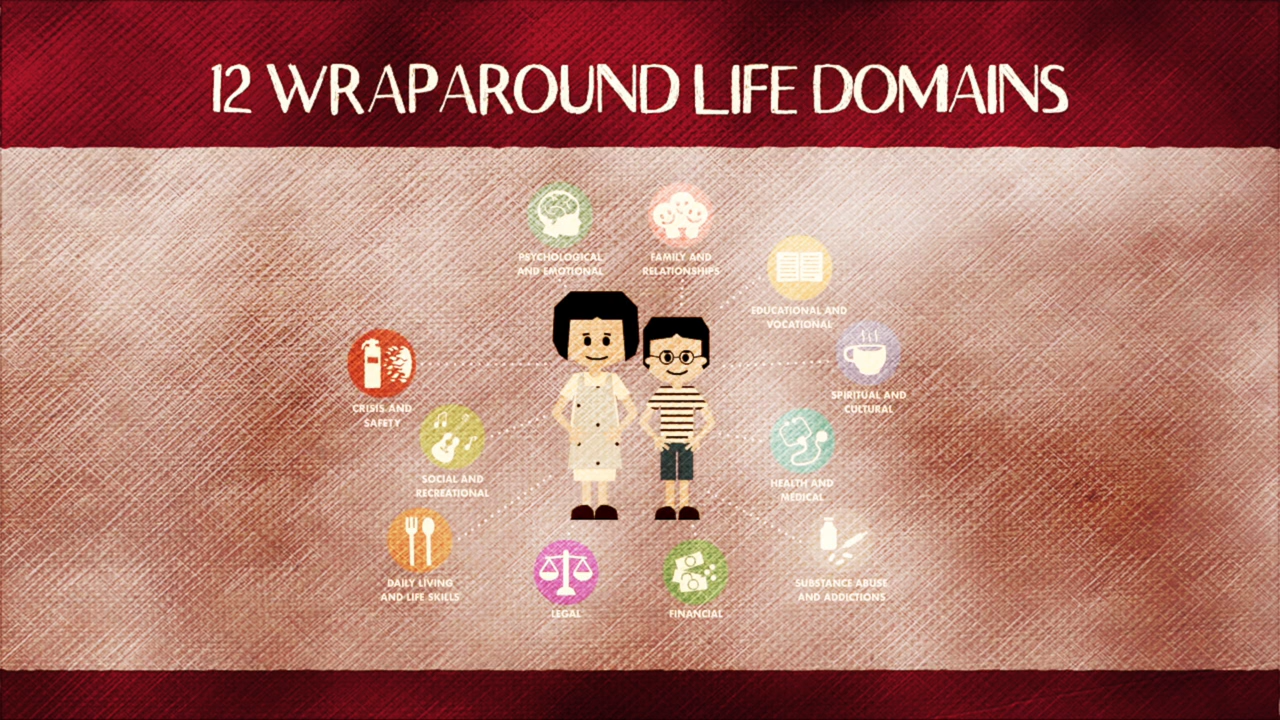 12 WRAPAROUND LIFE DOMAINS
PSYCHOLOGICAL
AND EMOTIONAL
FAMILY AND
RELATIONSHIPS
EDUCATIONAL AND
VOCATIONAL
SPIRITUAL AND
CULTURAL
CRISIS AND
SAFETY
SOCIAL AND
RECREATIONAL
HEALTH AND
MEDICAL
DAILY LIVING
AND LIFE SKILLS
LEGAL
FINANCIAL
SUBSTANCE ABUSE
AND ADDICTIONS